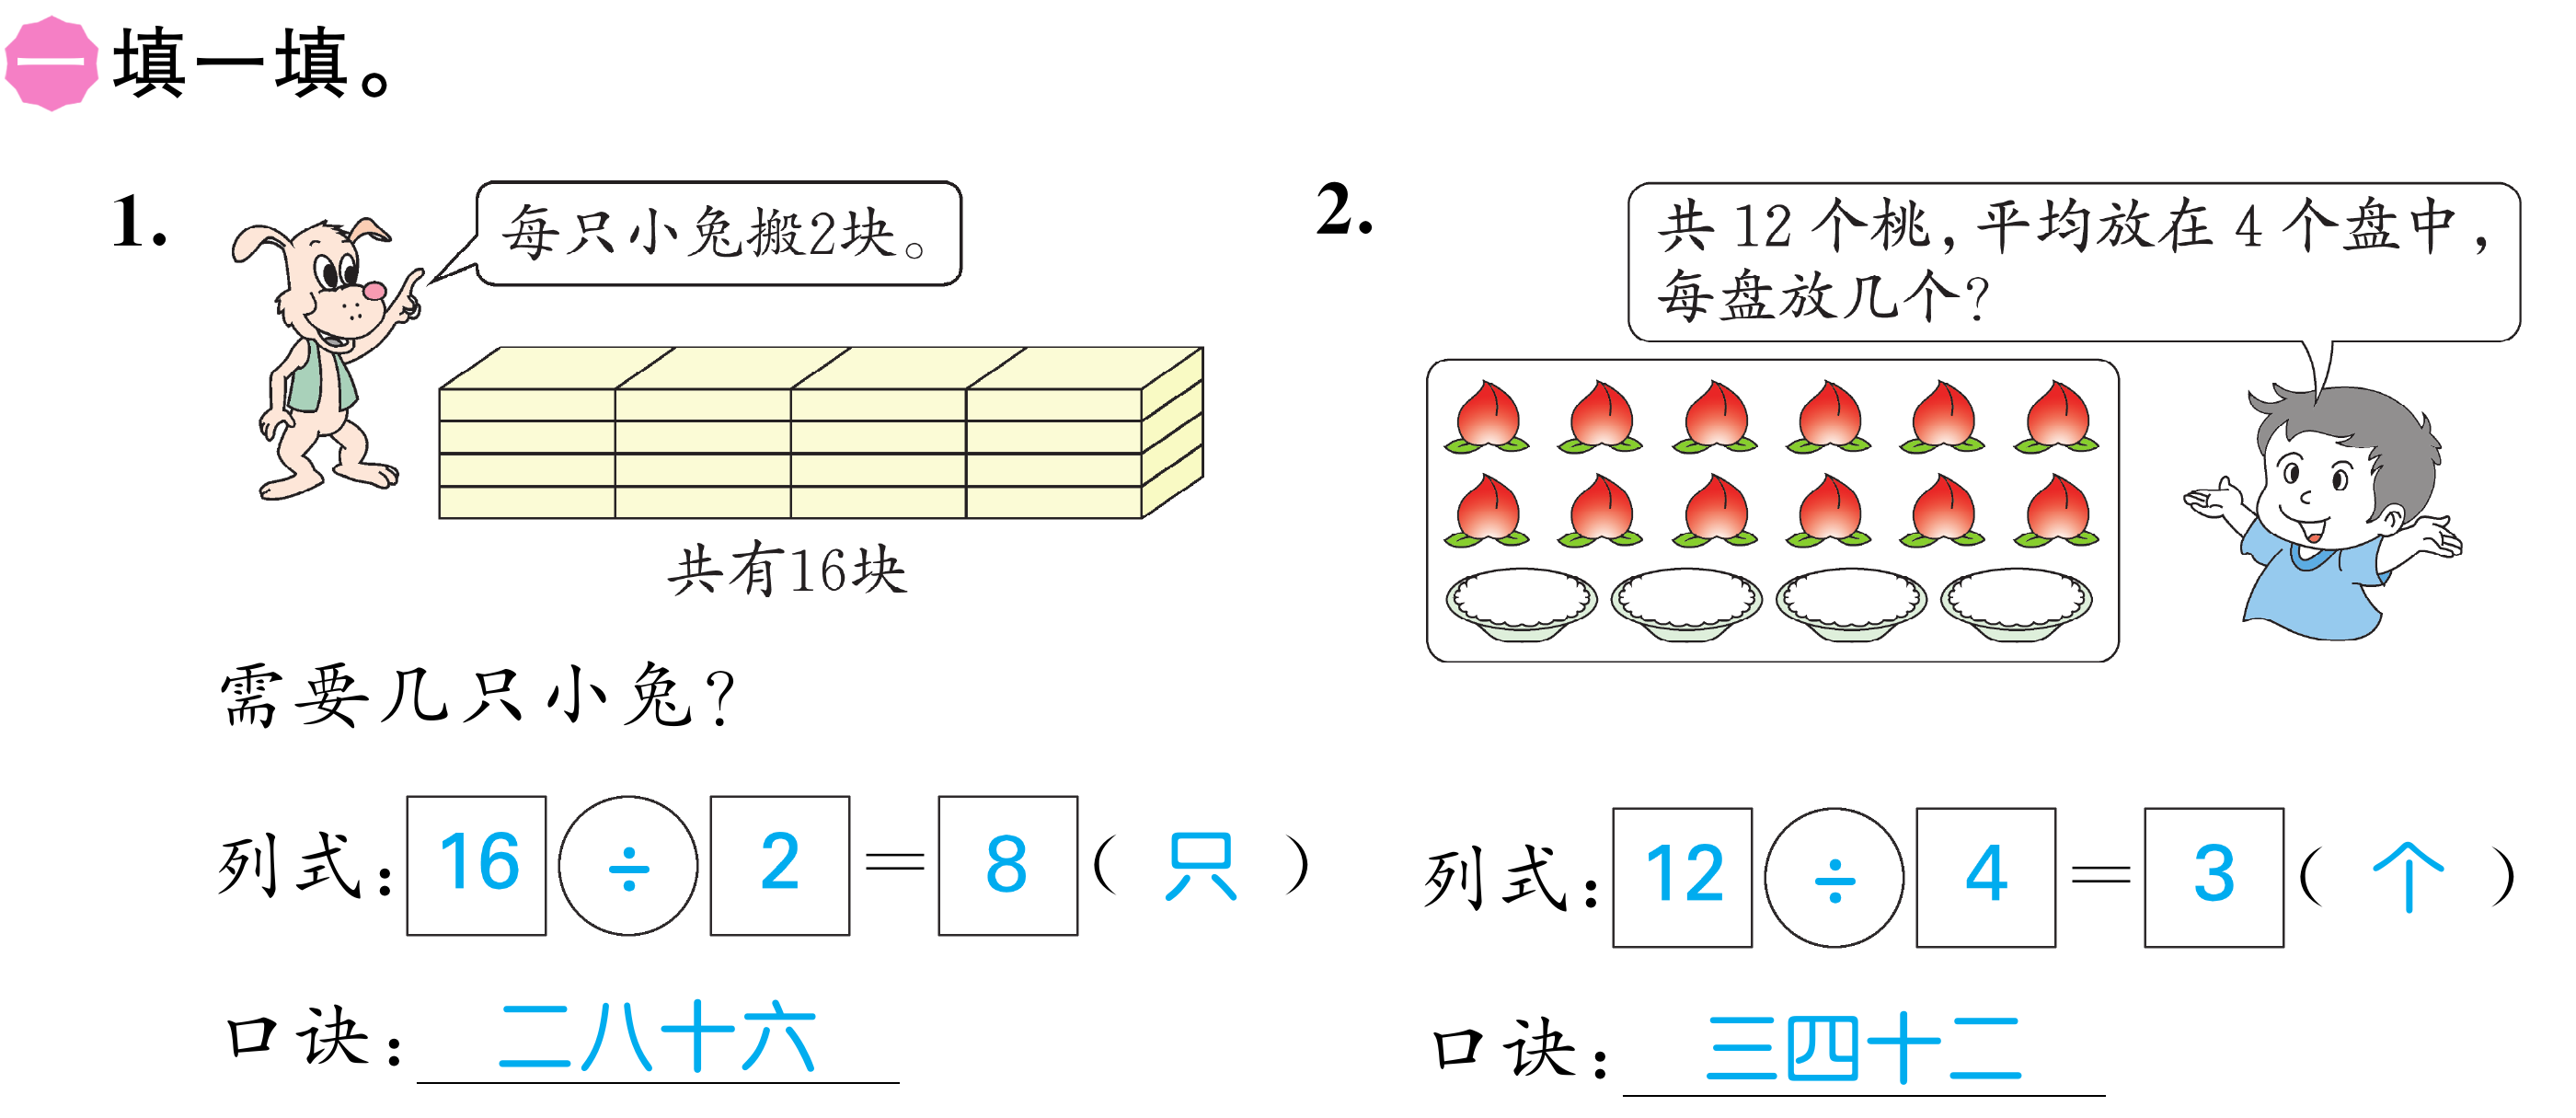 一 填一填。
1.
每只小兔搬2块。
共有16块
需要几只小兔?
列式:16÷2=8(只)
口诀:二八十六
2.
共12个桃,平均放在4个盘中,
每盘放几个?
列式:12÷4=3(个)
口诀:三四十二